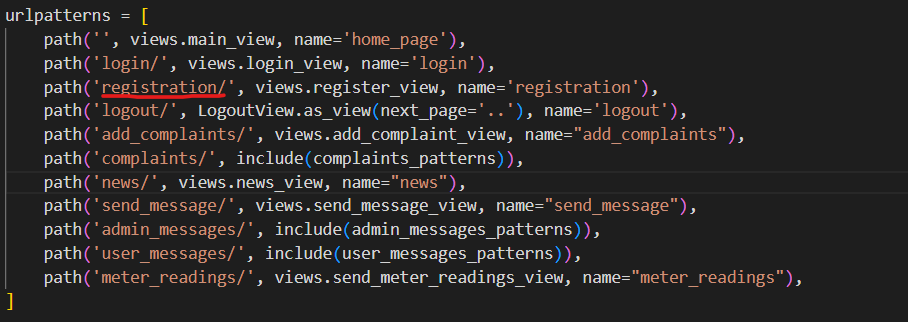 urlpatterns = [
path('', views.main_view, name='home_page'),
path('login/', views.login_view, name='login'),
path('registration/', views.register_view, name='registration'),
path('logout/', LogoutView.as_view(next_page='..'), name='logout'),
path('add_complaints/', views.add_complaint_view, name="add_complaints"),
path('complaints/', include(complaints_patterns)),
path('news/', views.news_view, name="news"),
path('send_message/', views.send_message_view, name="send_message"),
path('admin_messages/', include(admin_messages_patterns)),
path('user_messages/', include(user_messages_patterns)),
path('meter_readings/', views.send_meter_readings_view, name="meter_readings"),
]